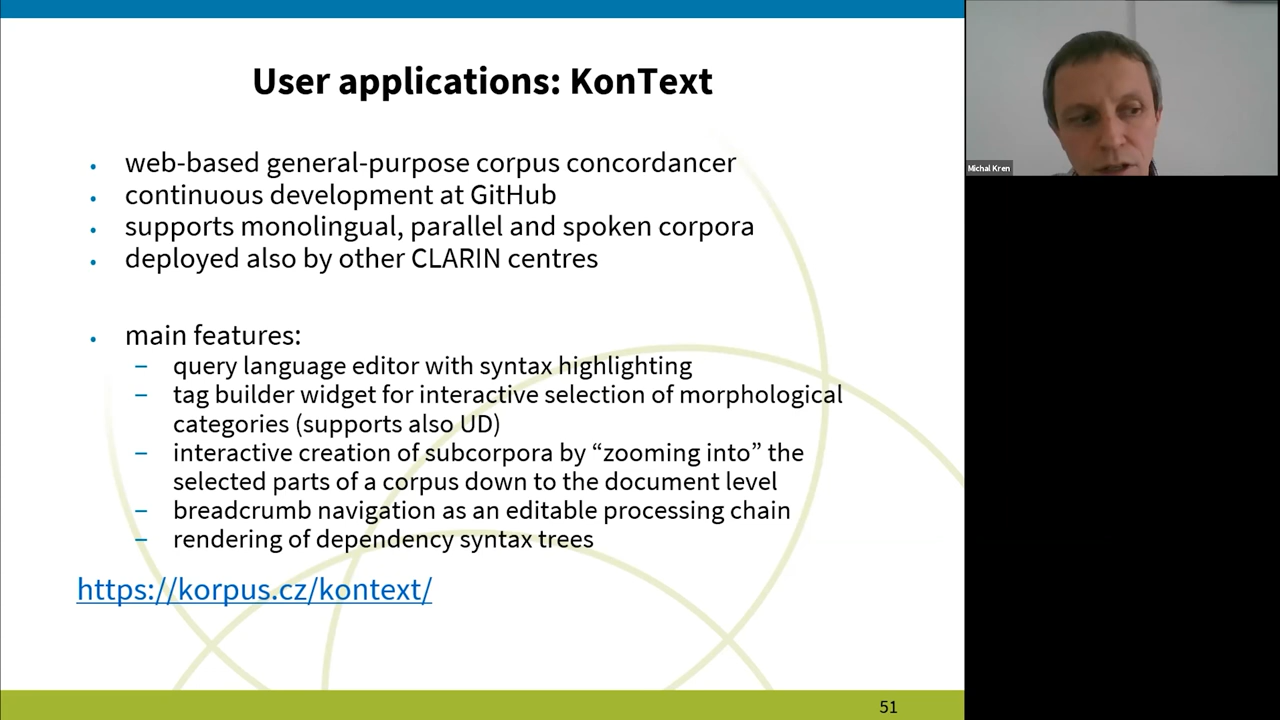 User applications: KonText
• web-based general-purpose corpus concordancer
• continuous development at GitHub
• supports monolingual, parallel and spoken corpora
• deployed also by other CLARIN centres
• main features:
– query language editor with syntax highlighting
– tag builder widget for interactive selection of morphological
categories (supports also UD)
– interactive creation of subcorpora by “zooming into” the
selected parts of a corpus down to the document level
– breadcrumb navigation as an editable processing chain
– rendering of dependency syntax trees
https://korpus.cz/kontext/
51
Michal Kren